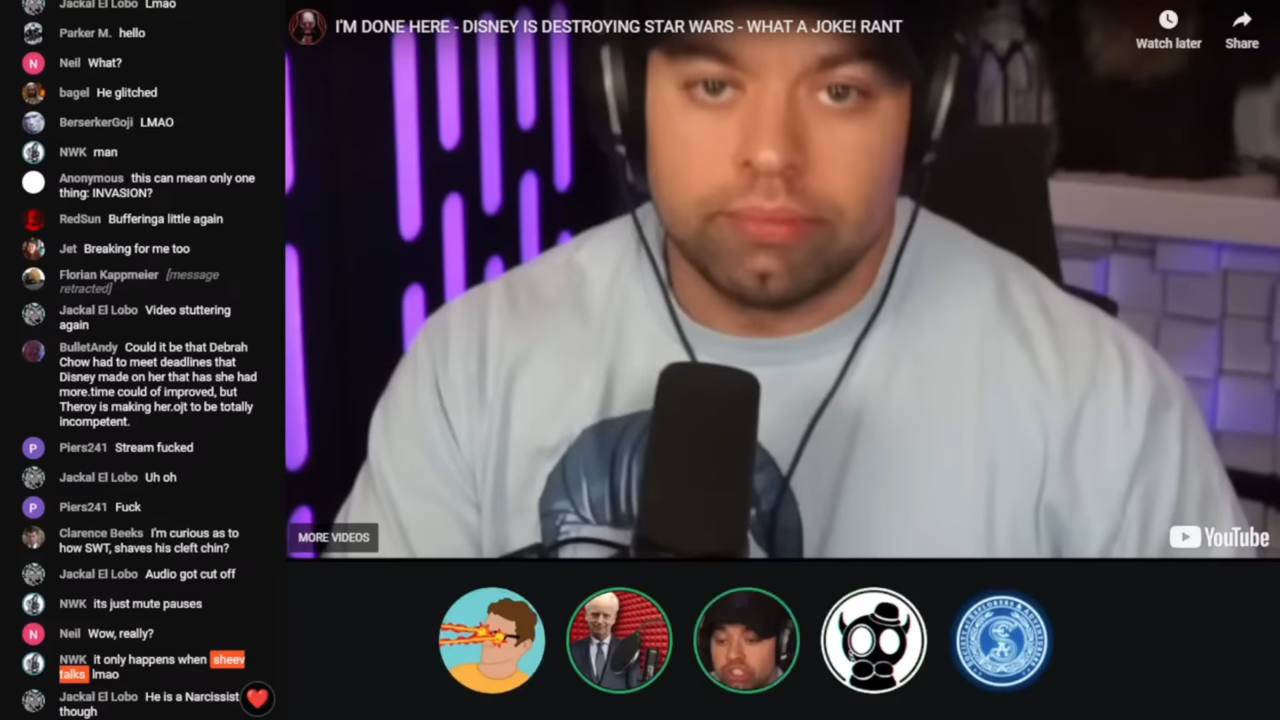 Jackal El Lobo Lmao
Parker M. hello
N
Neil What?
bagel He glitched
BerserkerGoji LMAO
NWK man
Anonymous this can mean only one
thing: INVASION?
RedSun Bufferinga little again
Jet Breaking for me too
Florian Kappmeier [message
retracted]
Jackal El Lobo Video stuttering
again
BulletAndy Could it be that Debrah
Chow had to meet deadlines that
Disney made on her that has she had
more.time could of improved, but
Theroy is making her.ojt to be totally
incompetent.
P
Piers241 Stream fucked
Jackal El Lobo Uh oh
P
Piers241 Fuck
Clarence Beeks I'm curious as to
how SWT, shaves his cleft chin?
Jackal El Lobo Audio got cut off
NWK its just mute pauses
N
Neil Wow, really?
NWK it only happens when sheev
talks lmao
Jackal El Lobo He is a Narcissist
though
I'M DONE HERE - DISNEY IS DESTROYING STAR WARS - WHAT A JOKE! RANT
Watch later
Share
MORE VIDEOS
YouTube